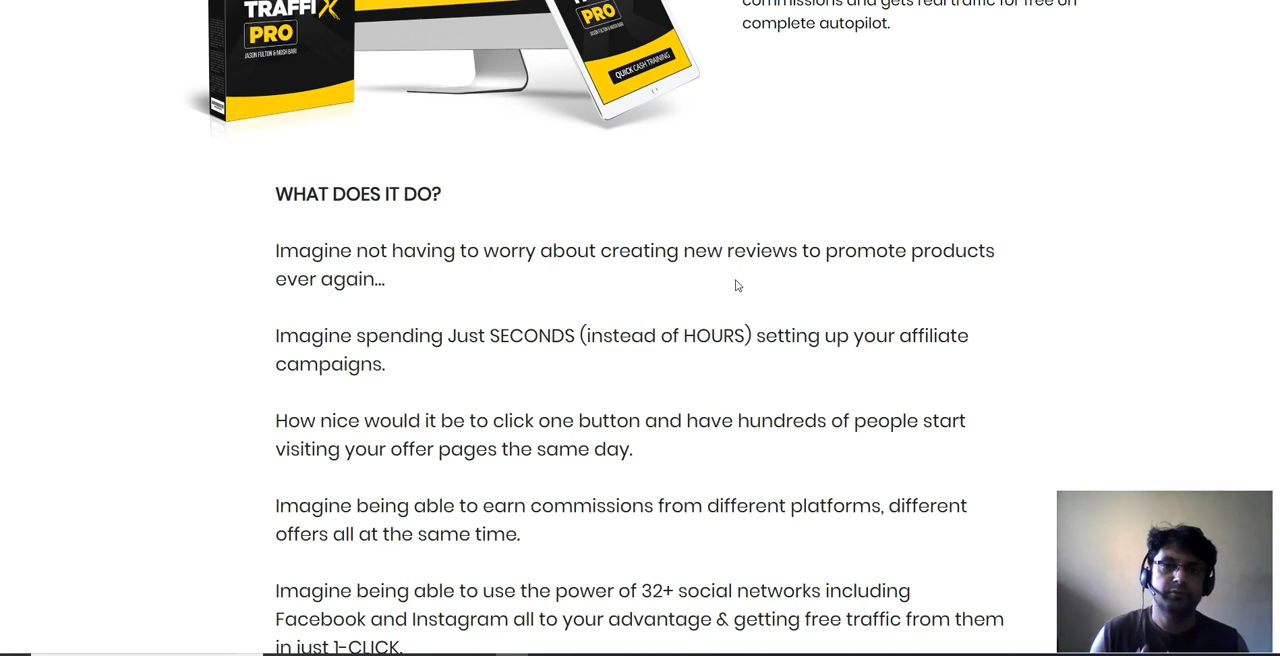 commissions and gets real traffic for free on
complete autopilot.
TRAFFIX
PRO
JASON FULTON & MOSH BARI
PRO
JASON FULTON & MOSH BARI
QUICK CASH TRAINING
WHAT DOES IT DO?
Imagine not having to worry about creating new reviews to promote products
ever again...
Imagine spending Just SECONDS (instead of HOURS) setting up your affiliate
campaigns.
How nice would it be to click one button and have hundreds of people start
visiting your offer pages the same day.
Imagine being able to earn commissions from different platforms, different
offers all at the same time.
Imagine being able to use the power of 32+ social networks including
Facebook and Instagram all to your advantage & getting free traffic from them
in just 1-CLICK.